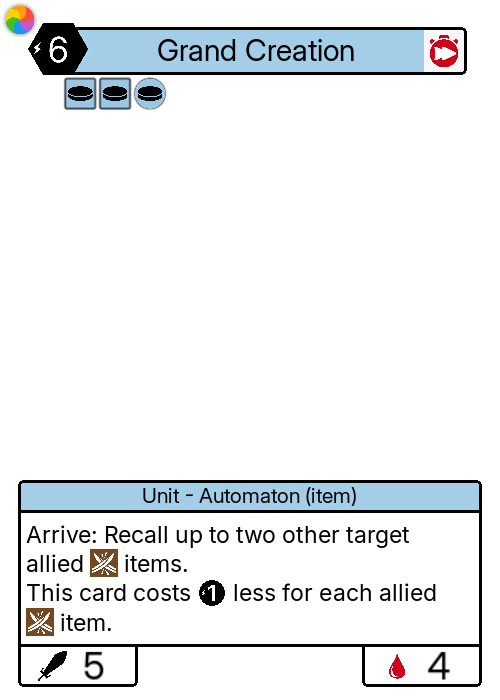 6
Grand Creation
Unit - Automaton (item)
Arrive: Recall up to two other target
allied items.
This card costs 1 less for each allied
item.
5
4